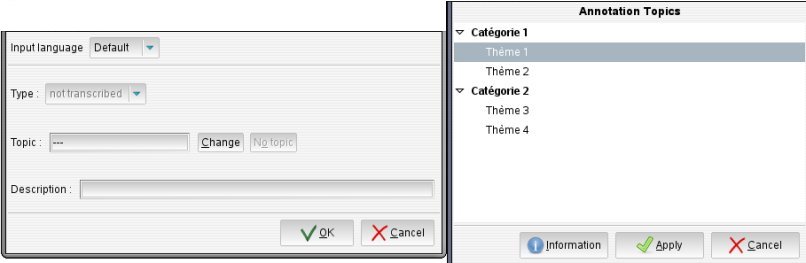 Input language Default
Type : not transcribed
Topic : --- Change No topic
Description :
OK Cancel
Annotation Topics
Catégorie 1
Thème 1
Thème 2
Catégorie 2
Thème 3
Thème 4
Information Apply Cancel